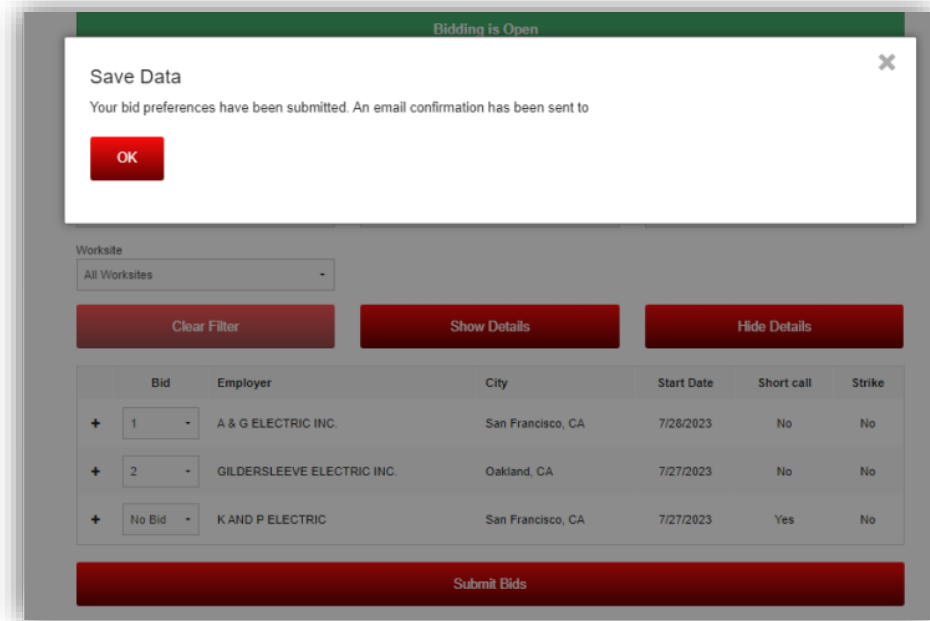 Bidding is Open
Save Data
Your bid preferences have been submitted. An email confirmation has been sent to
OK
Worksite
All Worksites
Clear Filter Show Details Hide Details
Bid Employer City Start Date Short call Strike
+ 1 A & G ELECTRIC INC. San Francisco, CA 7/28/2023 No No
+ 2 GILDERSLEEVE ELECTRIC INC. Oakland, CA 7/27/2023 No No
+ No Bid K AND P ELECTRIC San Francisco, CA 7/27/2023 Yes No
Submit Bids